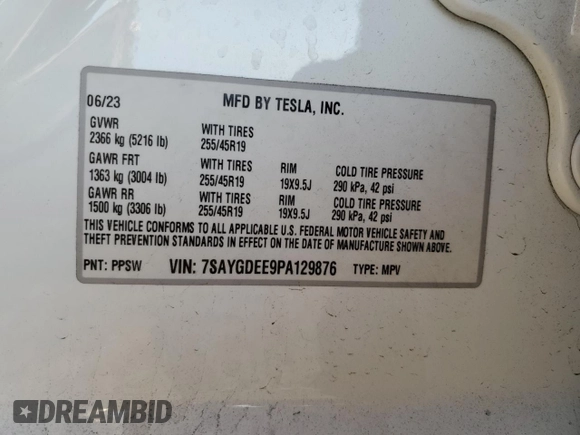 06/23 MFD BY TESLA, INC.
GVWR WITH TIRES
2366 kg (5216 lb) 255/45R19
GAWR FRT WITH TIRES RIM COLD TIRE PRESSURE
1363 kg (3004 lb) 255/45R19 19X9.5J 290 kPa, 42 psi
GAWR RR WITH TIRES RIM COLD TIRE PRESSURE
1500 kg (3306 lb) 255/45R19 19X9.5J 290 kPa, 42 psi
THIS VEHICLE CONFORMS TO ALL APPLICABLE U.S. FEDERAL MOTOR VEHICLE SAFETY AND
THEFT PREVENTION STANDARDS IN EFFECT ON THE DATE OF MANUFACTURE SHOWN ABOVE.
PNT: PPSW VIN: 7SAYGDEE9PA129876 TYPE: MPV
DREAMBID